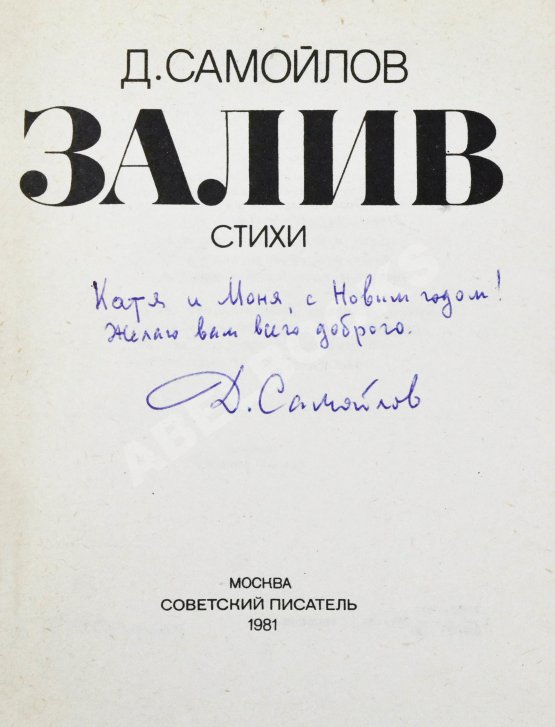 Д. САМОЙЛОВ
ЗАЛИВ
СТИХИ
Катя и Моня, с Новым годом!
Желаю вам всего доброго.
Д. Самойлов
МОСКВА
СОВЕТСКИЙ ПИСАТЕЛЬ
1981